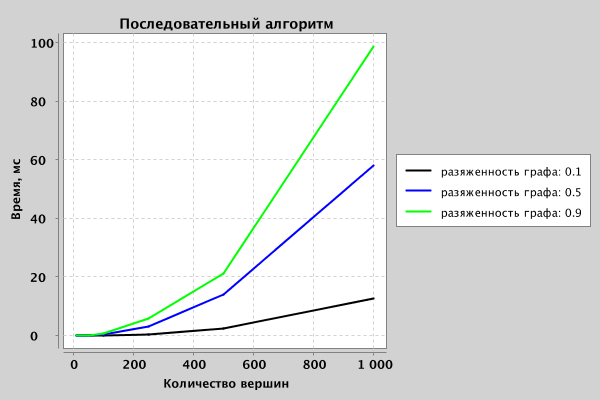 Последовательный алгоритм
Время, мс
100
80
60
40
20
0
0 200 400 600 800 1 000
Количество вершин
разяженность графа: 0.1
разяженность графа: 0.5
разяженность графа: 0.9